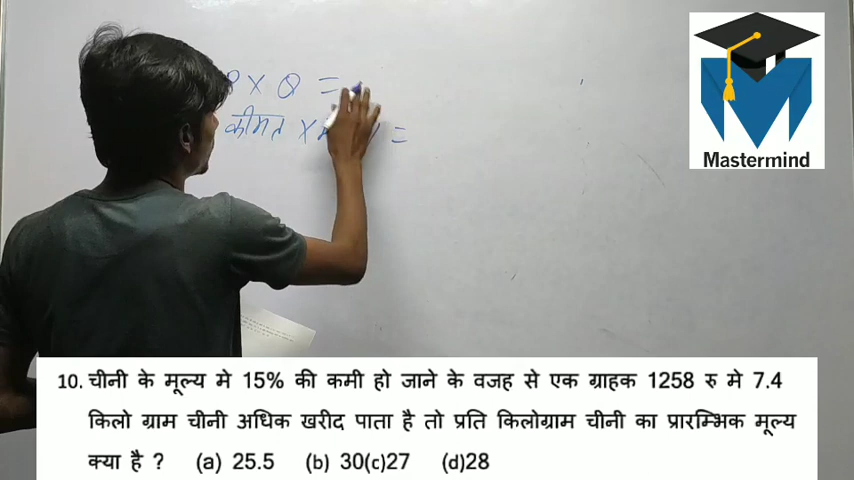 P X Q =
कीमत X =
Mastermind
10. चीनी के मूल्य मे 15% की कमी हो जाने के वजह से एक ग्राहक 1258 रु मे 7.4
किलो ग्राम चीनी अधिक खरीद पाता है तो प्रति किलोग्राम चीनी का प्रारम्भिक मूल्य
क्या है ? (a) 25.5 (b) 30(c)27 (d)28